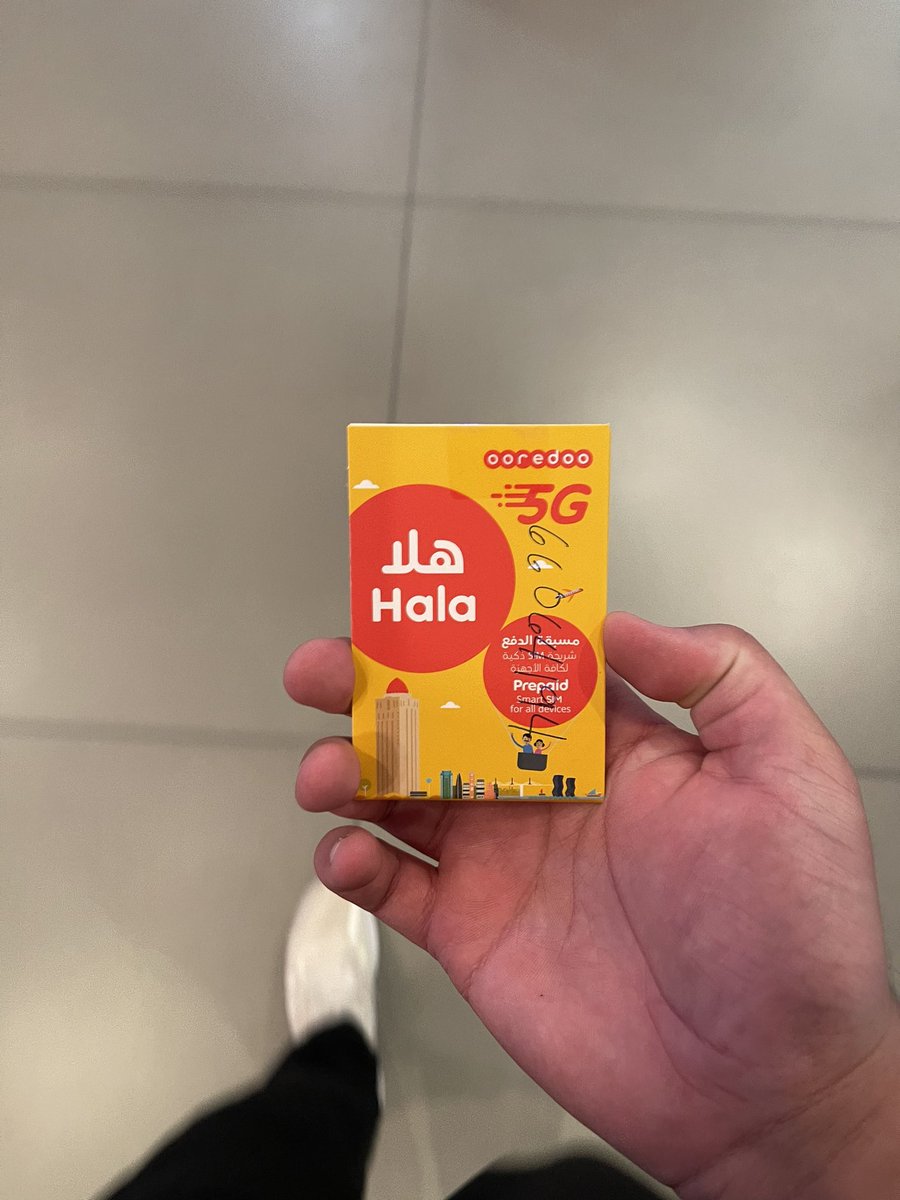 ooredoo
5G
هلا
Hala
مسبقة الدفع
شريحة SIM ذكية
لكافة الأجهزة
Prepaid
Smart SIM
for all devices